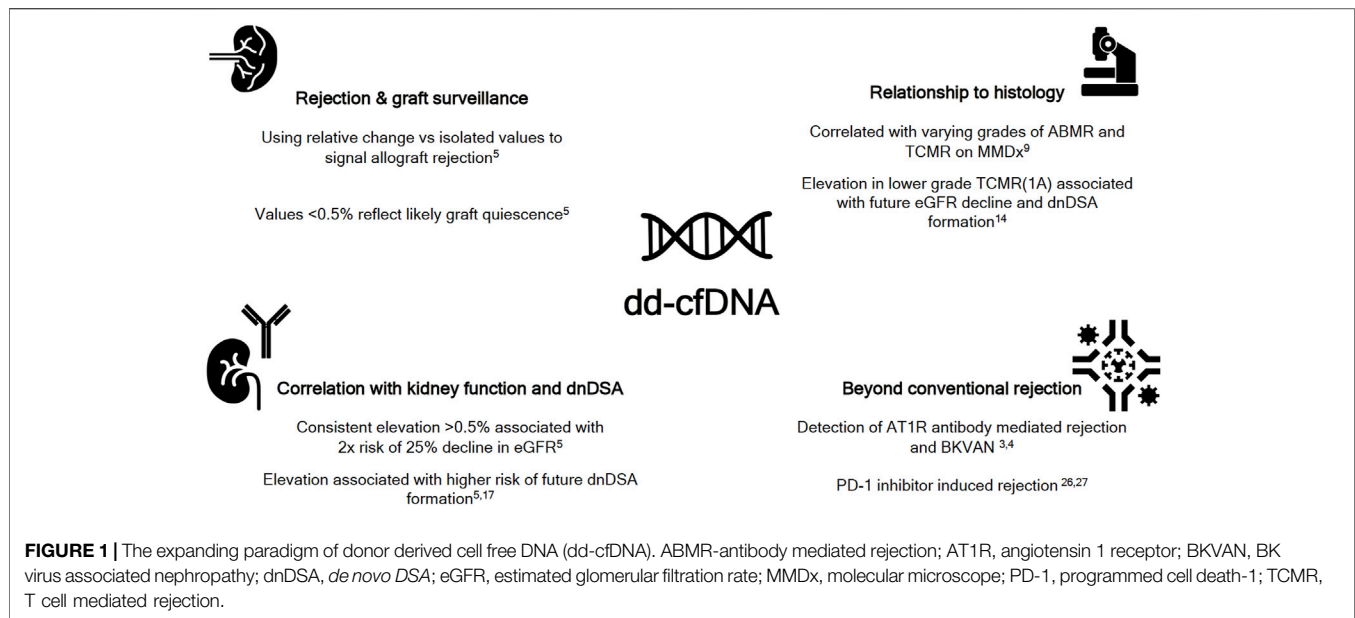 Rejection & graft surveillance
Using relative change vs isolated values to
signal allograft rejection5
Values <0.5% reflect likely graft quiescence5
Relationship to histology
Correlated with varying grades of ABMR and
TCMR on MMDx9
Elevation in lower grade TCMR(1A) associated
with future eGFR decline and dnDSA
formation14
dd-cfDNA
Correlation with kidney function and dnDSA
Consistent elevation >0.5% associated with
2x risk of 25% decline in eGFR5
Elevation associated with higher risk of future dnDSA
formation5,17
Beyond conventional rejection
Detection of AT1R antibody mediated rejection
and BKVAN 3,4
PD-1 inhibitor induced rejection 26,27
FIGURE 1 | The expanding paradigm of donor derived cell free DNA (dd-cfDNA). ABMR-antibody mediated rejection; AT1R, angiotensin 1 receptor; BKVAN, BK
virus associated nephropathy; dnDSA, de novo DSA; eGFR, estimated glomerular filtration rate; MMDx, molecular microscope; PD-1, programmed cell death-1; TCMR,
T cell mediated rejection.